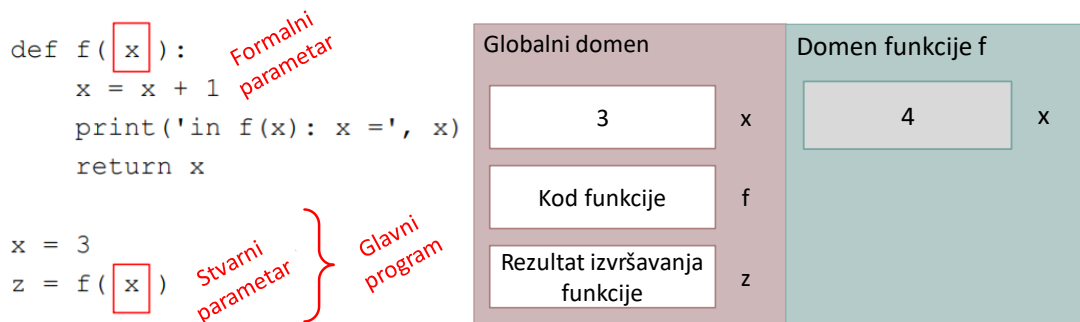 def f( x ):
x = x + 1
print('in f(x): x =', x)
return x
Formalni
parametar
x = 3
z = f( x )
Stvarni
parametar
Glavni
program
Globalni domen
3 x
Kod funkcije f
Rezultat izvršavanja
funkcije z
Domen funkcije f
4 x